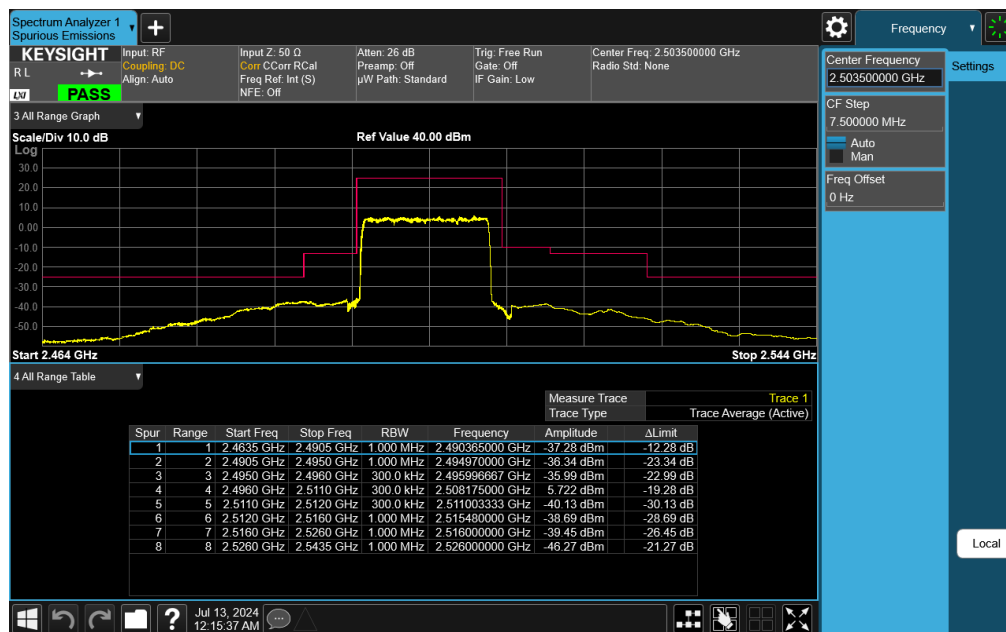 Spectrum Analyzer 1
Spurious Emissions
Frequency
KEYSIGHT
R L
LXI
PASS
Input: RF
Coupling: DC
Align: Auto
Input Z: 50 Ω
Corr CCorr RCal
Freq Ref: Int (S)
NFE: Off
Atten: 26 dB
Preamp: Off
µW Path: Standard
Trig: Free Run
Gate: Off
IF Gain: Low
Center Freq: 2.503500000 GHz
Radio Std: None
Center Frequency
2.503500000 GHz
Settings
CF Step
7.500000 MHz
Auto
Man
Freq Offset
0 Hz
3 All Range Graph
Scale/Div 10.0 dB
Ref Value 40.00 dBm
Log
30.0
20.0
10.0
0.00
-10.0
-20.0
-30.0
-40.0
-50.0
Start 2.464 GHz
Stop 2.544 GHz
4 All Range Table
Measure Trace Trace 1
Trace Type Trace Average (Active)
Spur Range Start Freq Stop Freq RBW Frequency Amplitude ΔLimit
1 1 2.4635 GHz 2.4905 GHz 1.000 MHz 2.490365000 GHz -37.28 dBm -12.28 dB
2 2 2.4905 GHz 2.4950 GHz 1.000 MHz 2.494970000 GHz -36.34 dBm -23.34 dB
3 3 2.4950 GHz 2.4960 GHz 300.0 kHz 2.495996667 GHz -35.99 dBm -22.99 dB
4 4 2.4960 GHz 2.5110 GHz 300.0 kHz 2.508175000 GHz 5.722 dBm -19.28 dB
5 5 2.5110 GHz 2.5120 GHz 300.0 kHz 2.511003333 GHz -40.13 dBm -30.13 dB
6 6 2.5120 GHz 2.5160 GHz 1.000 MHz 2.515480000 GHz -38.69 dBm -28.69 dB
7 7 2.5160 GHz 2.5260 GHz 1.000 MHz 2.516000000 GHz -39.45 dBm -26.45 dB
8 8 2.5260 GHz 2.5435 GHz 1.000 MHz 2.526000000 GHz -46.27 dBm -21.27 dB
Local
Jul 13, 2024
12:15:37 AM